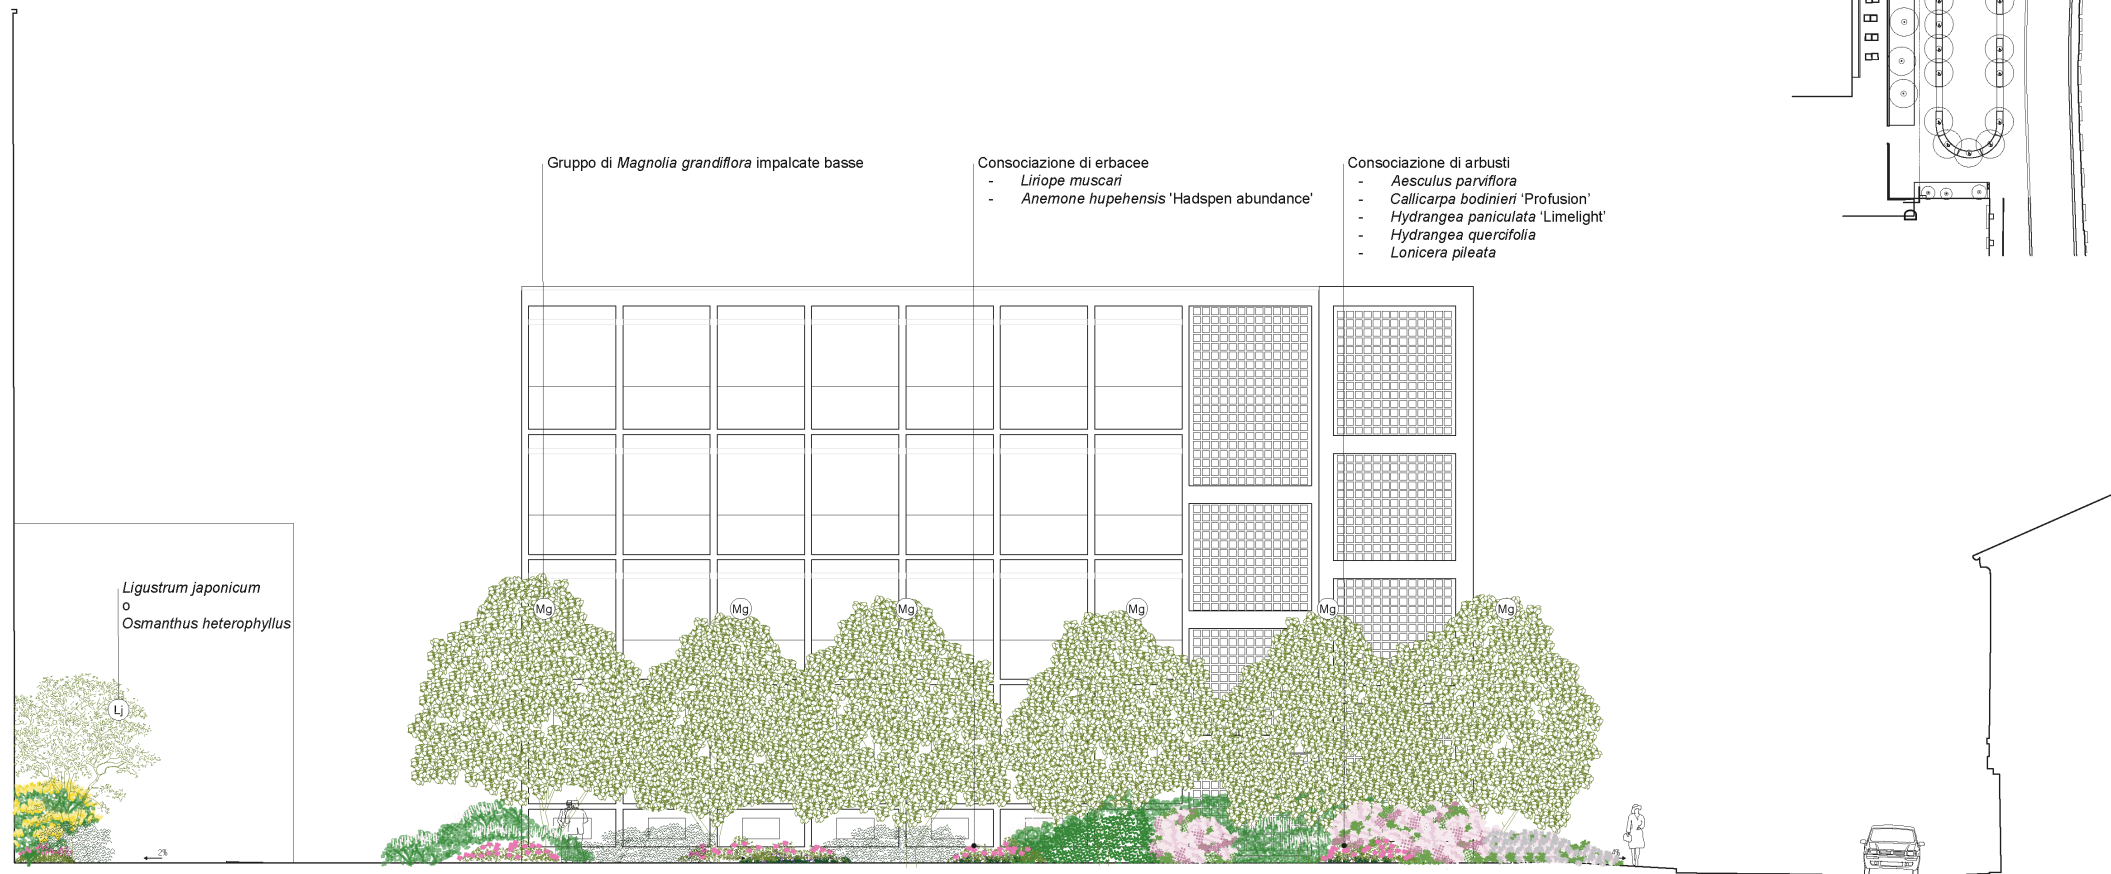 Gruppo di Magnolia grandiflora impalcate basse
Consociazione di erbacee
- Liriope muscari
- Anemone hupehensis 'Hadspen abundance'
Consociazione di arbusti
- Aesculus parviflora
- Callicarpa bodinieri ‘Profusion’
- Hydrangea paniculata ‘Limelight’
- Hydrangea quercifolia
- Lonicera pileata
Ligustrum japonicum
o
Osmanthus heterophyllus
Mg
Mg
Mg
Mg
Mg
Mg
Lj
2%